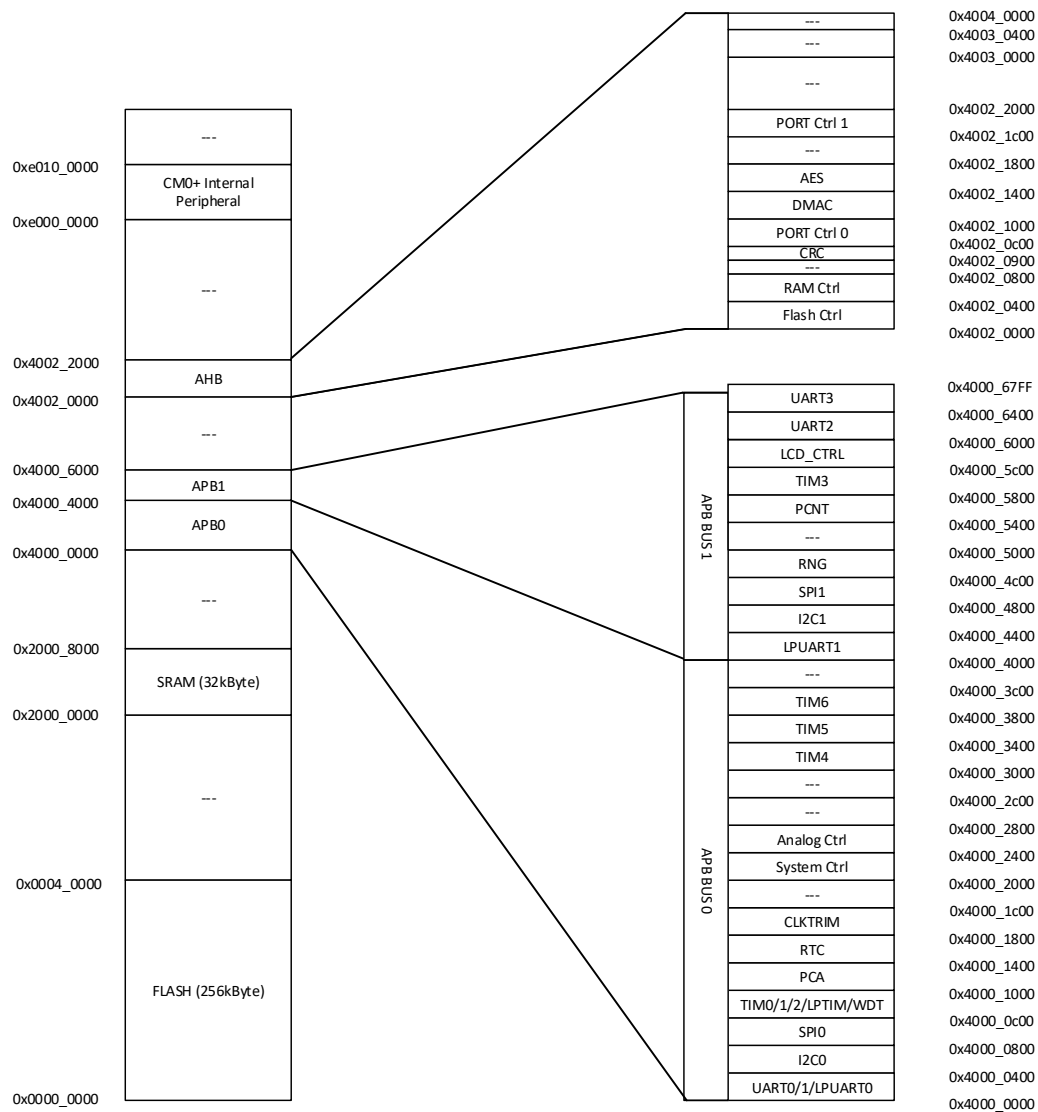 ---
0xe010_0000
CM0+ Internal
Peripheral
0xe000_0000
---
0x4002_2000
AHB
0x4002_0000
---
0x4000_6000
APB1
0x4000_4000
APB0
0x4000_0000
---
0x2000_8000
SRAM (32kByte)
0x2000_0000
---
0x0004_0000
FLASH (256kByte)
0x0000_0000
0x4004_0000
---
0x4003_0400
---
0x4003_0000
---
0x4002_2000
PORT Ctrl 1
0x4002_1c00
---
0x4002_1800
AES
0x4002_1400
DMAC
0x4002_1000
PORT Ctrl 0
0x4002_0c00
CRC
0x4002_0900
---
0x4002_0800
RAM Ctrl
0x4002_0400
Flash Ctrl
0x4002_0000
APB BUS 1
0x4000_67FF
UART3
0x4000_6400
UART2
0x4000_6000
LCD_CTRL
0x4000_5c00
TIM3
0x4000_5800
PCNT
0x4000_5400
---
0x4000_5000
RNG
0x4000_4c00
SPI1
0x4000_4800
I2C1
0x4000_4400
LPUART1
0x4000_4000
APB BUS 0
---
0x4000_3c00
TIM6
0x4000_3800
TIM5
0x4000_3400
TIM4
0x4000_3000
---
0x4000_2c00
---
0x4000_2800
Analog Ctrl
0x4000_2400
System Ctrl
0x4000_2000
---
0x4000_1c00
CLKTRIM
0x4000_1800
RTC
0x4000_1400
PCA
0x4000_1000
TIM0/1/2/LPTIM/WDT
0x4000_0c00
SPI0
0x4000_0800
I2C0
0x4000_0400
UART0/1/LPUART0
0x4000_0000